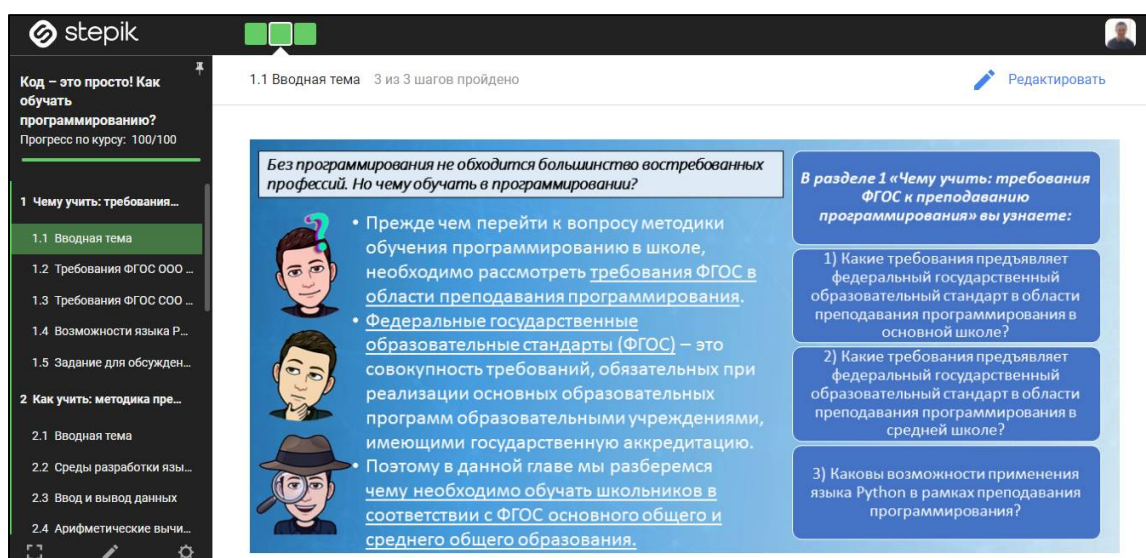 stepik
Код – это просто! Как
обучать
программированию?
Прогресс по курсу: 100/100
1 Чему учить: требования...
1.1 Вводная тема
1.2 Требования ФГОС ООО ...
1.3 Требования ФГОС СОО ...
1.4 Возможности языка P...
1.5 Задание для обсужден...
2 Как учить: методика пре...
2.1 Вводная тема
2.2 Среды разработки язы...
2.3 Ввод и вывод данных
2.4 Арифметические вычи...
1.1 Вводная тема 3 из 3 шагов пройдено
Редактировать
Без программирования не обходится большинство востребованных
профессий. Но чему обучать в программировании?
• Прежде чем перейти к вопросу методики
обучения программированию в школе,
необходимо рассмотреть требования ФГОС в
области преподавания программирования.
• Федеральные государственные
образовательные стандарты (ФГОС) – это
совокупность требований, обязательных при
реализации основных образовательных
программ образовательными учреждениями,
имеющими государственную аккредитацию.
• Поэтому в данной главе мы разберемся
чему необходимо обучать школьников в
соответствии с ФГОС основного общего и
среднего общего образования.
В разделе 1 «Чему учить: требования
ФГОС к преподаванию
программирования» вы узнаете:
1) Какие требования предъявляет
федеральный государственный
образовательный стандарт в области
преподавания программирования в
основной школе?
2) Какие требования предъявляет
федеральный государственный
образовательный стандарт в области
преподавания программирования в
средней школе?
3) Каковы возможности применения
языка Python в рамках преподавания
программирования?